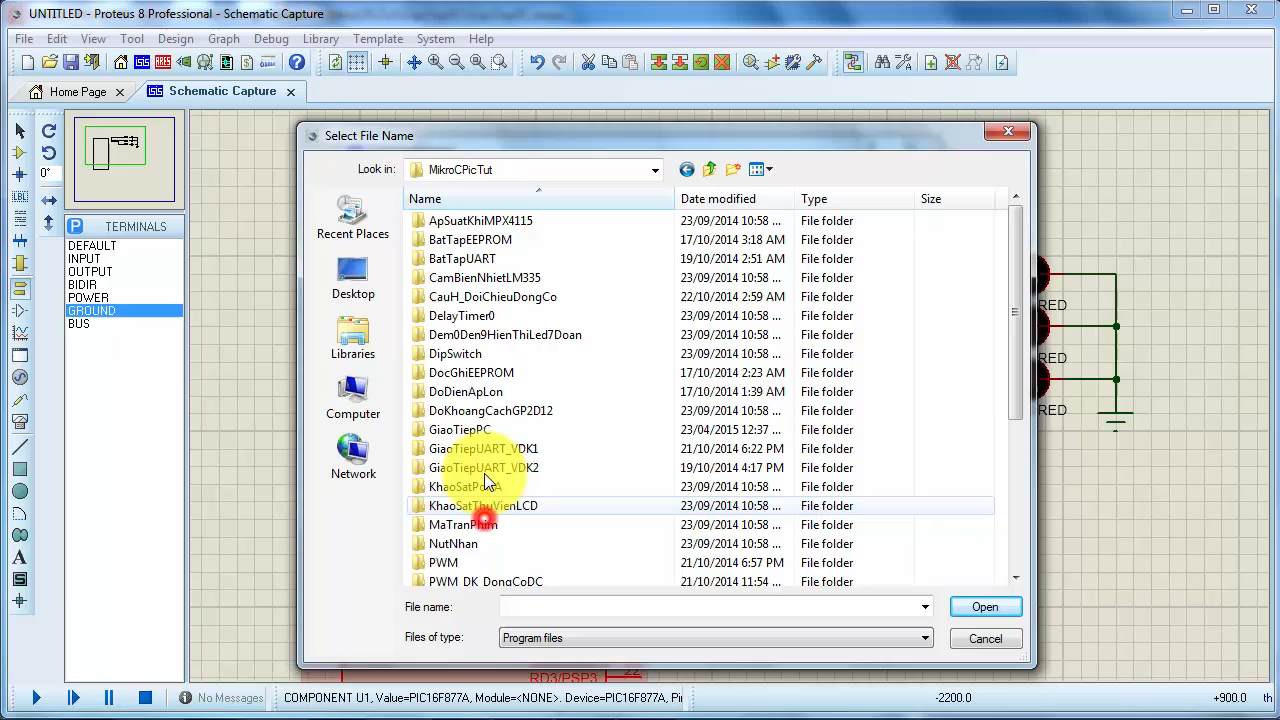 UNTITLED - Proteus 8 Professional - Schematic Capture
File Edit View Tool Design Graph Debug Library Template System Help
Home Page
Schematic Capture
Select File Name
Look in: MikroCPicTut
Name Date modified Type Size
ApSuatKhiMPX4115 23/09/2014 10:58 ... File folder
BatTapEEPROM 17/10/2014 3:18 AM File folder
BatTapUART 19/10/2014 2:51 AM File folder
CamBienNhietLM335 23/09/2014 10:58 ... File folder
CauH_DoiChieuDongCo 22/10/2014 2:59 AM File folder
DelayTimer0 23/09/2014 10:58 ... File folder
Dem0Den9HienThiLed7Doan 23/09/2014 10:58 ... File folder
DipSwitch 23/09/2014 10:58 ... File folder
DocGhiEEPROM 17/10/2014 2:23 AM File folder
DoDienApLon 17/10/2014 1:39 AM File folder
DoKhoangCachGP2D12 23/09/2014 10:58 ... File folder
GiaoTiepPC 23/04/2015 12:37 ... File folder
GiaoTiepUART_VDK1 21/10/2014 6:22 PM File folder
GiaoTiepUART_VDK2 19/10/2014 4:17 PM File folder
KhaoSatPortA 23/09/2014 10:58 ... File folder
KhaoSatThuVienLCD 23/09/2014 10:58 ... File folder
MaTranPhim 23/09/2014 10:58 ... File folder
NutNhan 23/09/2014 10:58 ... File folder
PWM 21/10/2014 6:57 PM File folder
PWM_DK_DongCoDC 21/10/2014 11:54 ... File folder
Recent Places
Desktop
Libraries
Computer
Network
File name:
Open
Files of type: Program files
Cancel
0°
LBL
P TERMINALS
DEFAULT
INPUT
OUTPUT
BIDIR
POWER
GROUND
BUS
RED
RED
RED
RD3/PSP3 22
No Messages
COMPONENT U1, Value=PIC16F877A, Module=<NONE>, Device=PIC16F877A, Pi
-2200.0
+900.0
th